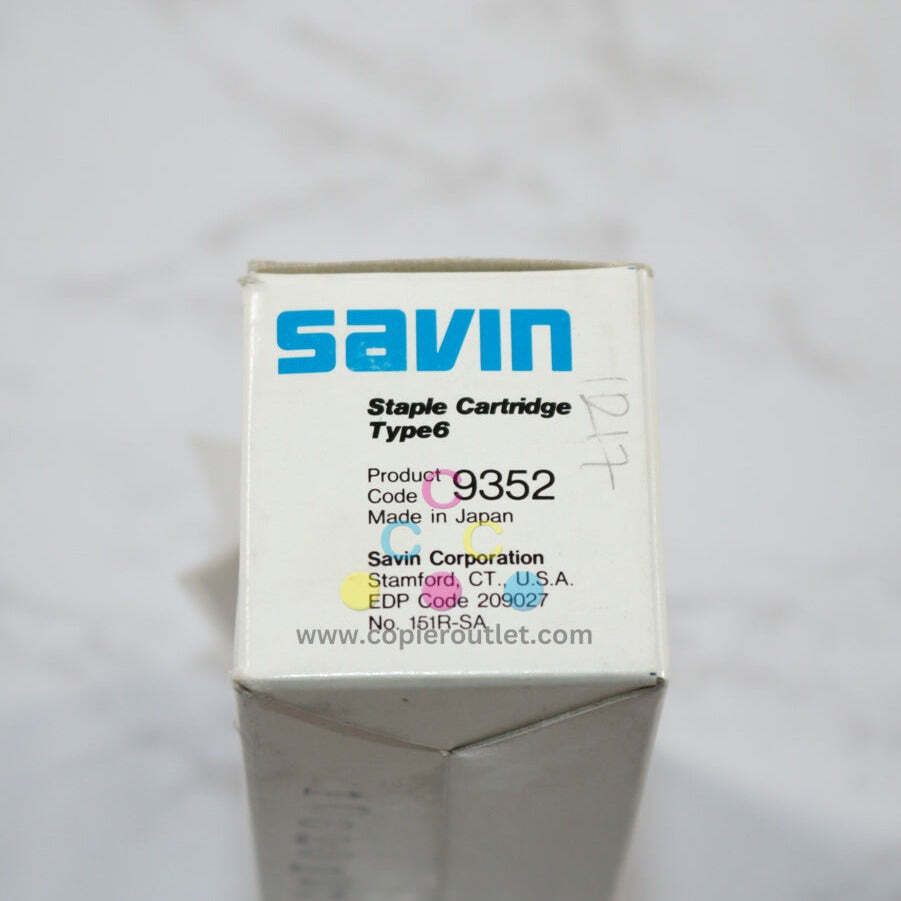 savin
Staple Cartridge
Type6
Product
Code 9352
Made in Japan
Savin Corporation
Stamford, CT., U.S.A.
EDP Code 209027
No. 151R-SA
www.copieroutlet.com
1217